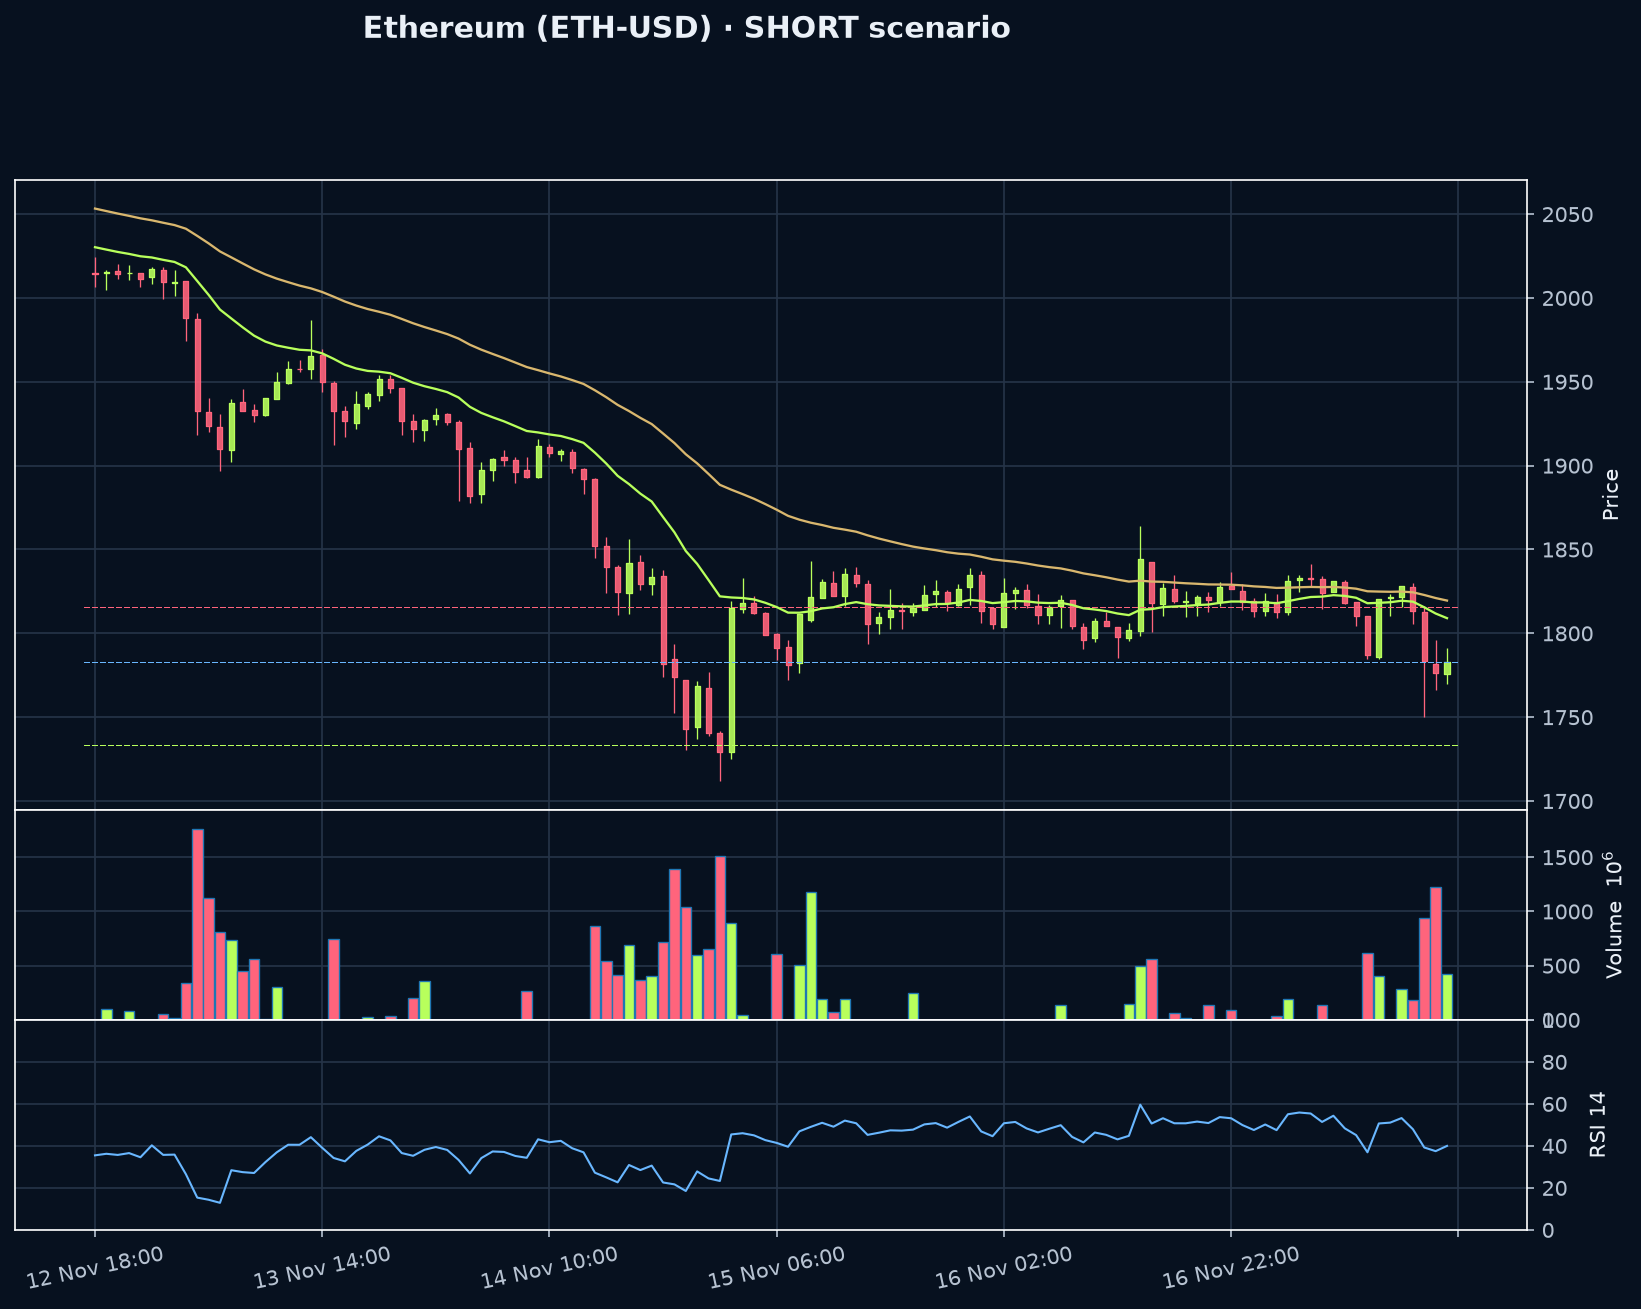 Ethereum (ETH-USD) · SHORT scenario
2050
2000
1950
1900
1850
1800
1750
1700
Price
1500
1000
500
0
Volume 10⁶
100
80
60
40
20
0
RSI 14
12 Nov 18:00
13 Nov 14:00
14 Nov 10:00
15 Nov 06:00
16 Nov 02:00
16 Nov 22:00